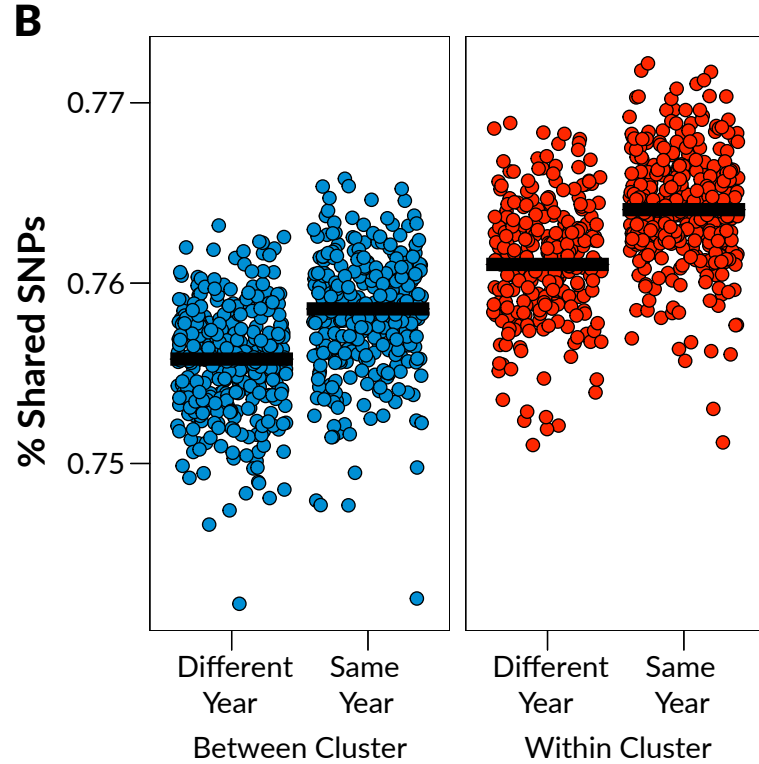 B
% Shared SNPs
0.77
0.76
0.75
Different Year
Same Year
Between Cluster
Different Year
Same Year
Within Cluster